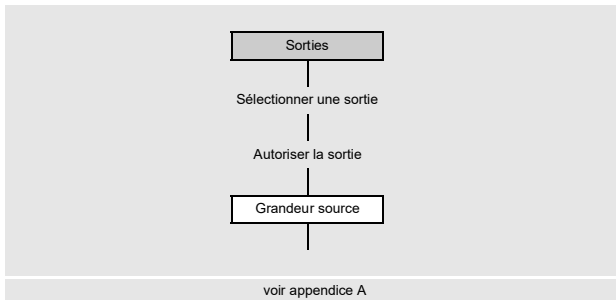 Sorties
Sélectionner une sortie
Autoriser la sortie
Grandeur source
voir appendice A